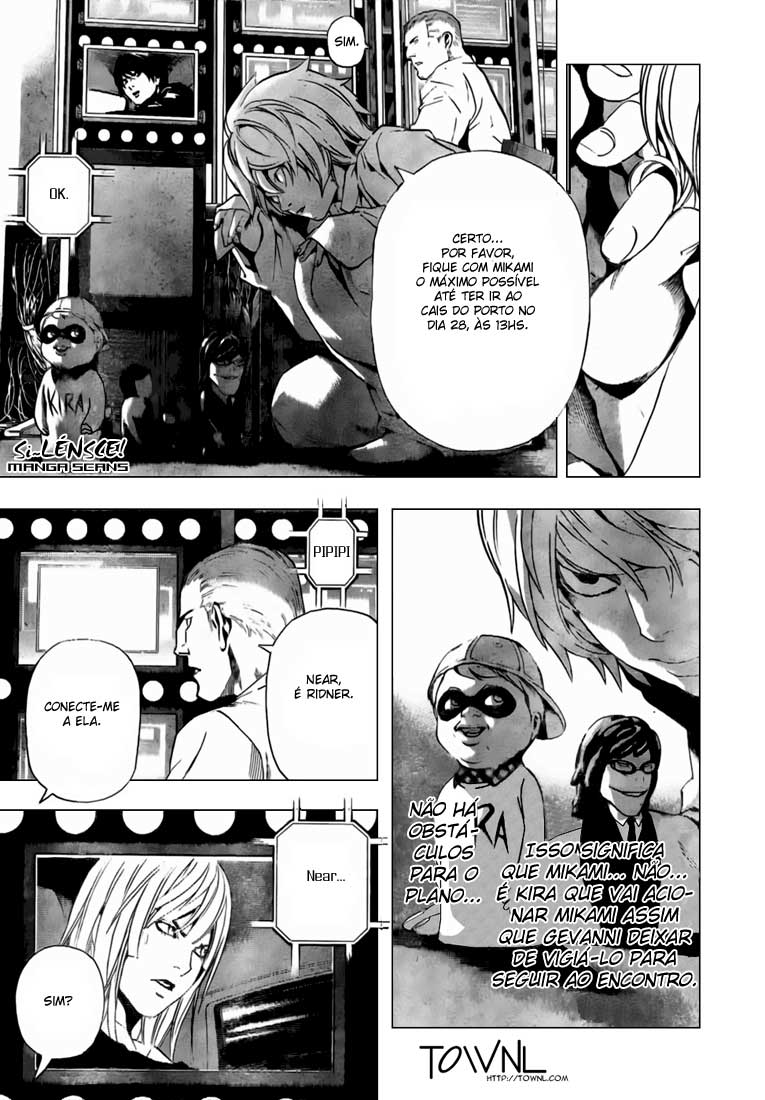 SIM.
CERTO...
POR FAVOR,
FIQUE COM MIKAMI
O MÁXIMO POSSÍVEL
ATÉ TER IR AO
CAIS DO PORTO NO
DIA 28, ÀS 13HS.
OK.
KIRA
Si-LÉNSCE!
MANGA SCANS
NÃO HÁ
OBSTÁ-
CULOS
PARA O
PLANO...
RA
ISSO SIGNIFICA
QUE MIKAMI... NÃO...
É KIRA QUE VAI ACIO-
NAR MIKAMI ASSIM
QUE GEVANNI DEIXAR
DE VIGIÁ-LO PARA
SEGUIR AO ENCONTRO.
PIPIPI
NEAR,
É RIDNER.
CONECTE-ME
A ELA.
Near...
SIM?
TOWNL
HTTP://TOWNL.COM